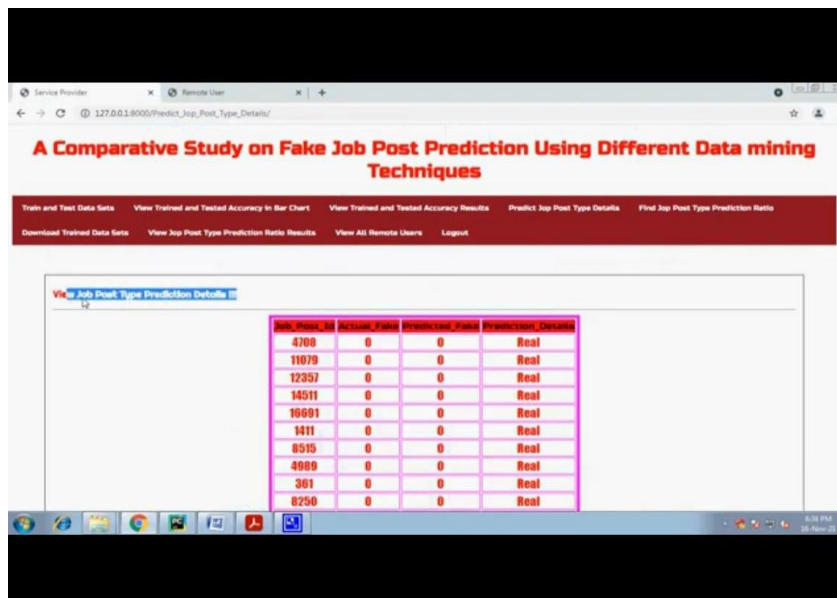 Service Provider
Remote User
127.0.0.1:8000/Predict_Jop_Post_Type_Details/
A Comparative Study on Fake Job Post Prediction Using Different Data mining
Techniques
Train and Test Data Sets View Trained and Tested Accuracy in Bar Chart View Trained and Tested Accuracy Results Predict Jop Post Type Details Find Jop Post Type Prediction Ratio
Download Trained Data Sets View Jop Post Type Prediction Ratio Results View All Remote Users Logout
View Job Post Type Prediction Details !!!
Job_Post_Id Actual_Fake Predicted_Fake Prediction_Details
4708 0 0 Real
11079 0 0 Real
12357 0 0 Real
14511 0 0 Real
16691 0 0 Real
1411 0 0 Real
8515 0 0 Real
4989 0 0 Real
361 0 0 Real
8250 0 0 Real
6:31 PM
16-Nov-21